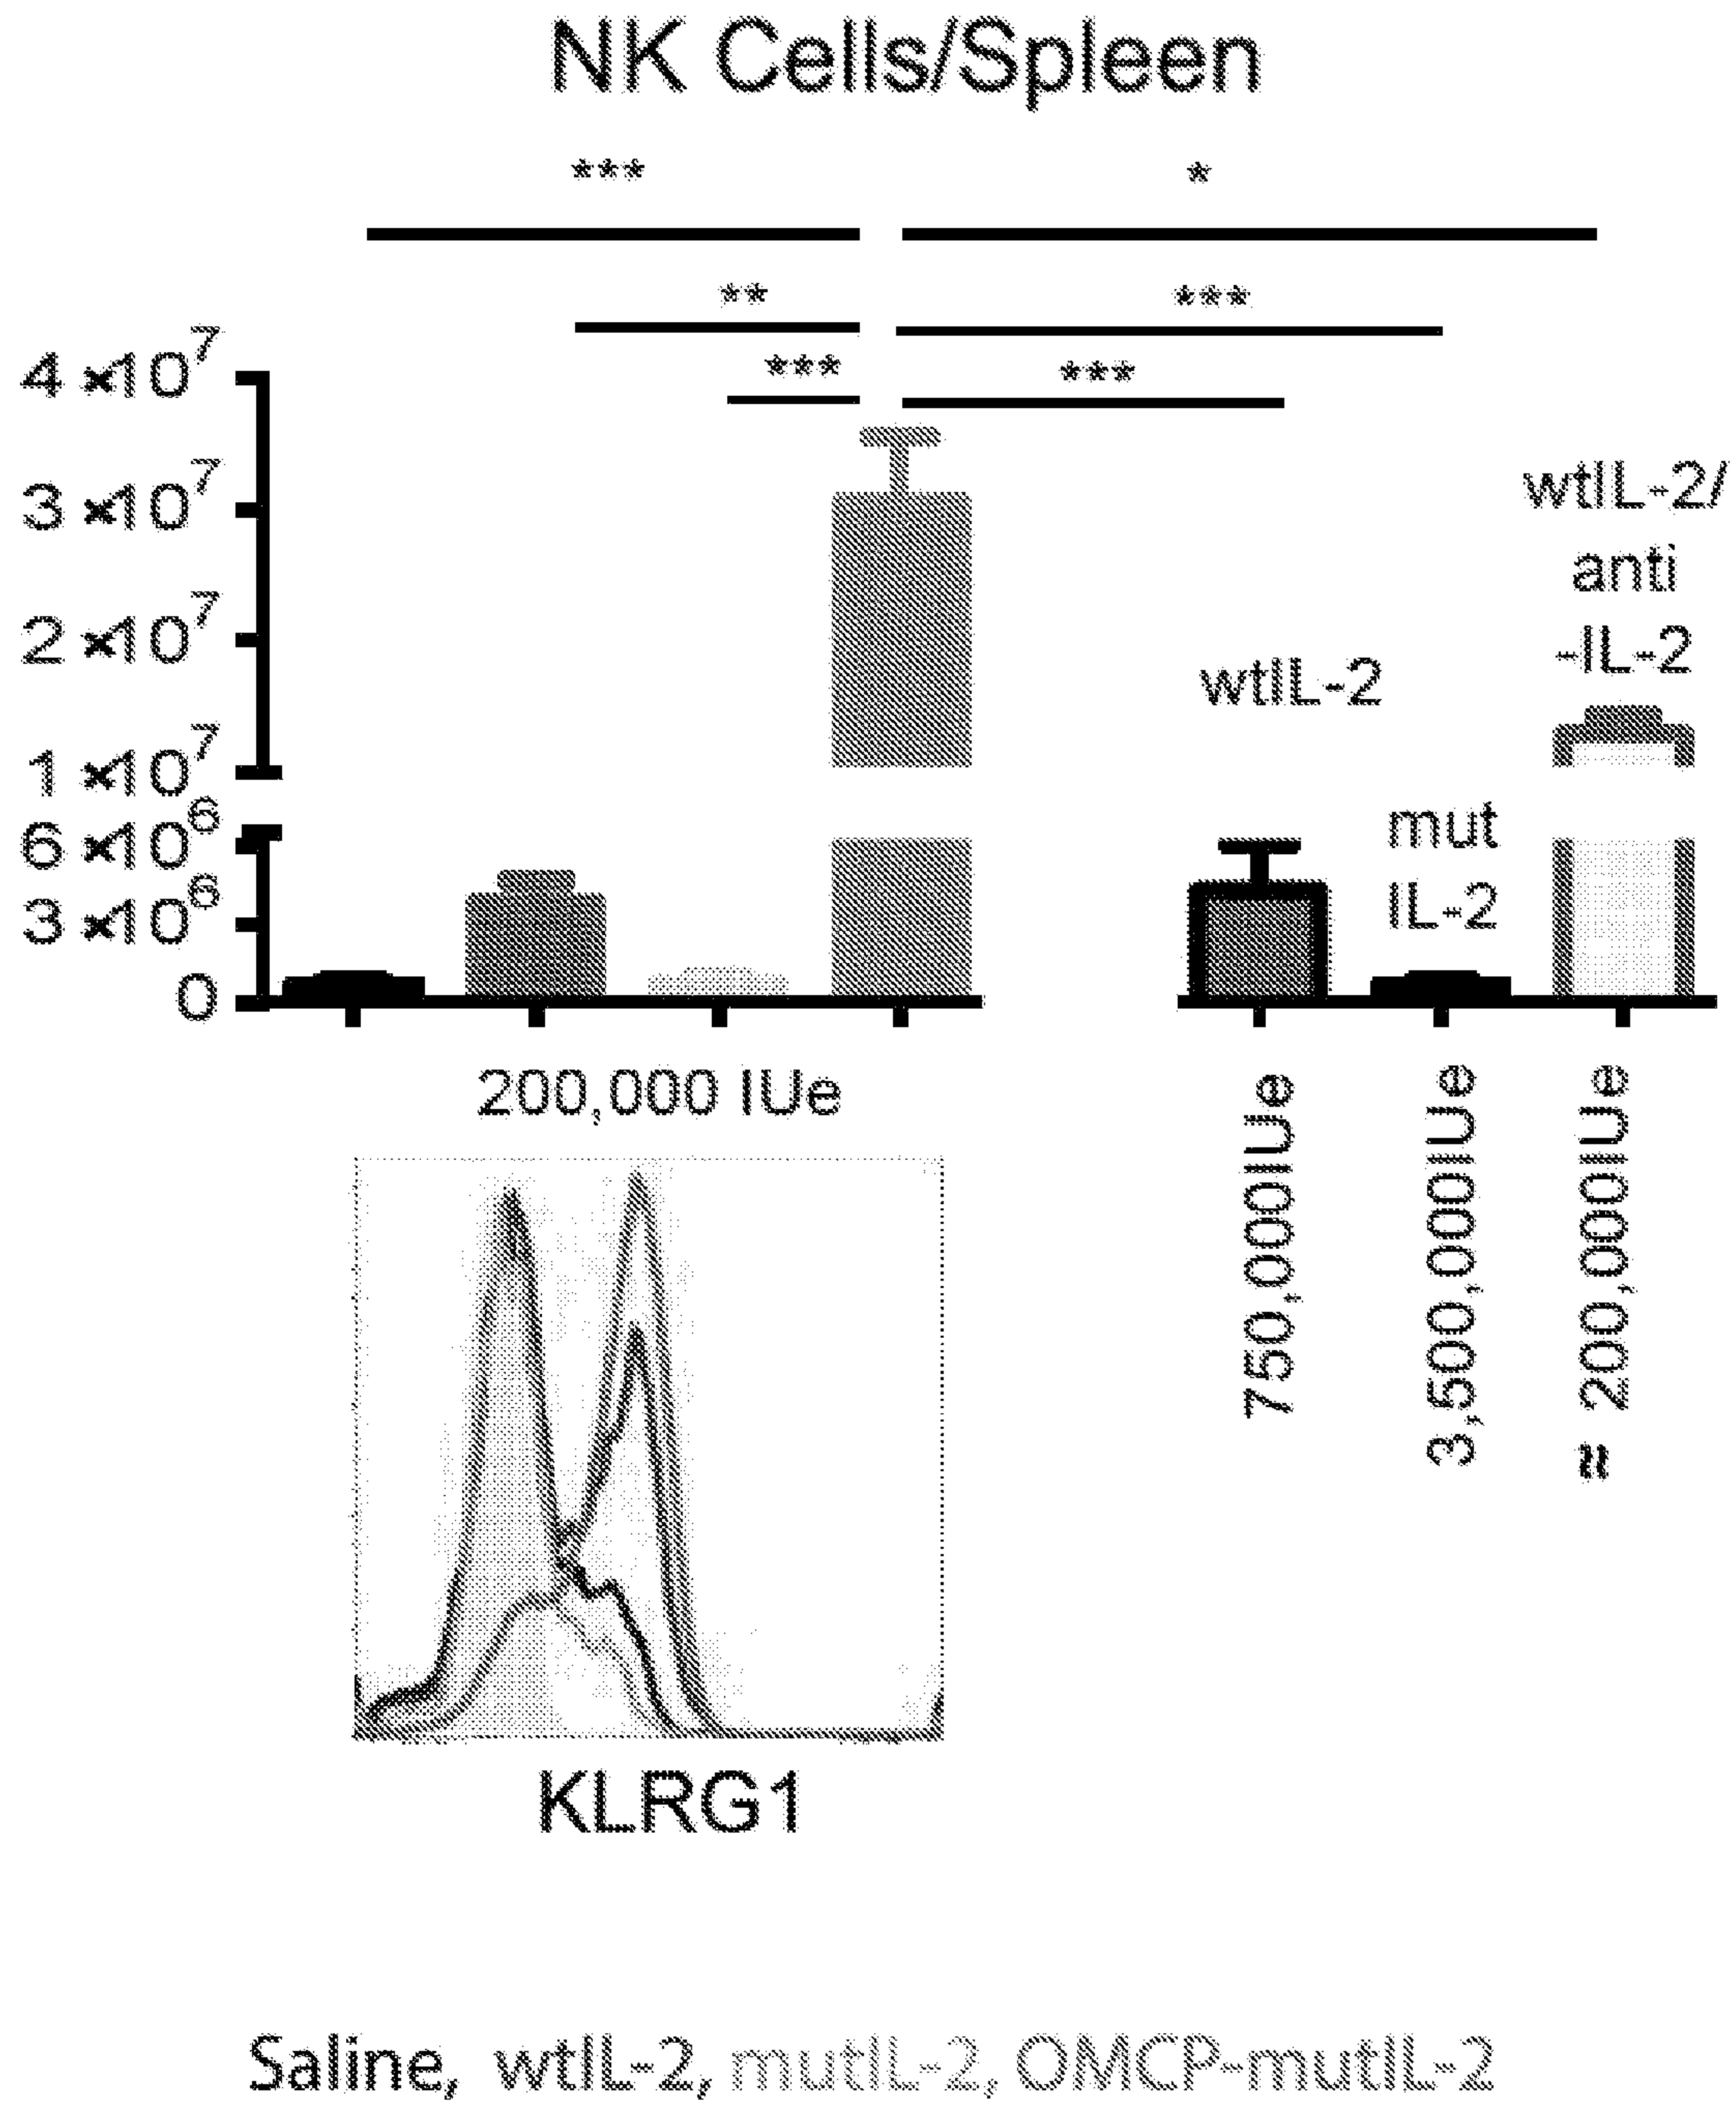 NK Cells/Spleen
*** *
** ***
*** ***
4 ×10⁷
3 ×10⁷
2 ×10⁷
1 ×10⁷
6 ×10⁶
3 ×10⁶
0
wtIL-2
mut
IL-2
wtIL-2/
anti
-IL-2
200,000 IUe
750,000IUe
3,500,000IUe
≈ 200,000IUe
KLRG1
Saline, wtIL-2, mutIL-2, OMCP-mutIL-2